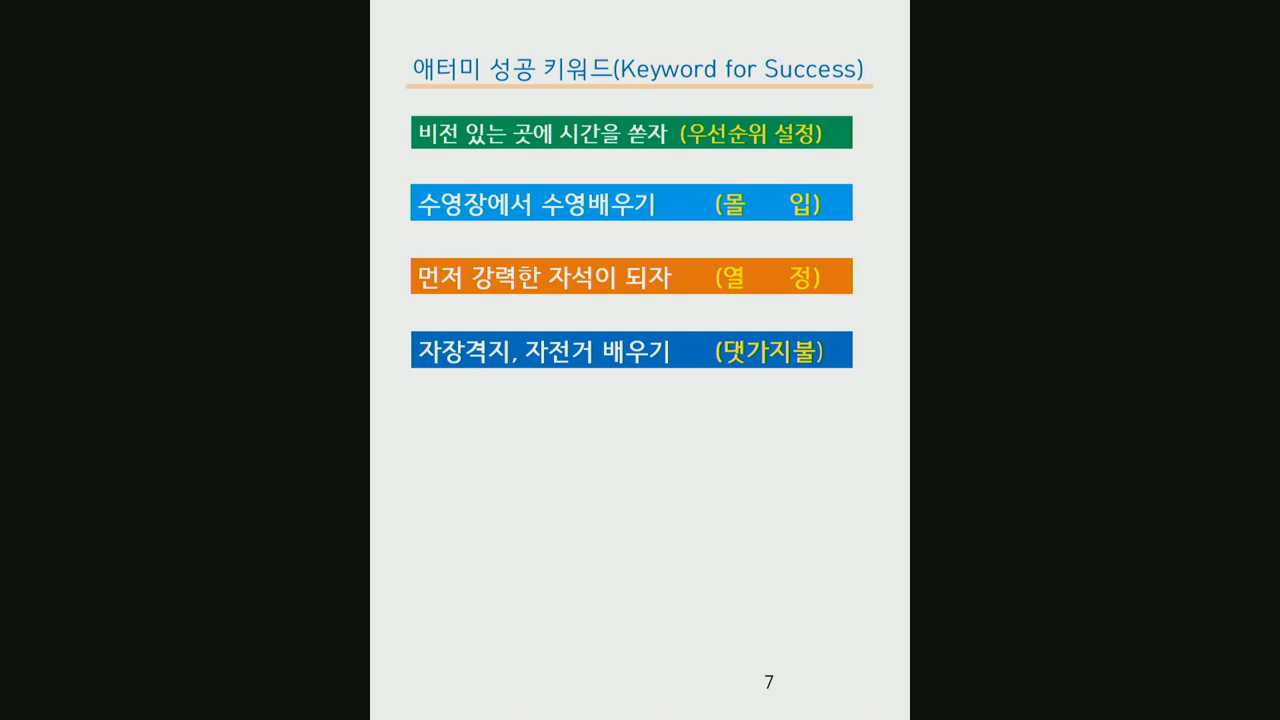 애터미 성공 키워드(Keyword for Success)
비전 있는 곳에 시간을 쏟자 (우선순위 설정)
수영장에서 수영배우기 (몰 입)
먼저 강력한 자석이 되자 (열 정)
자장격지, 자전거 배우기 (댓가지불)
7